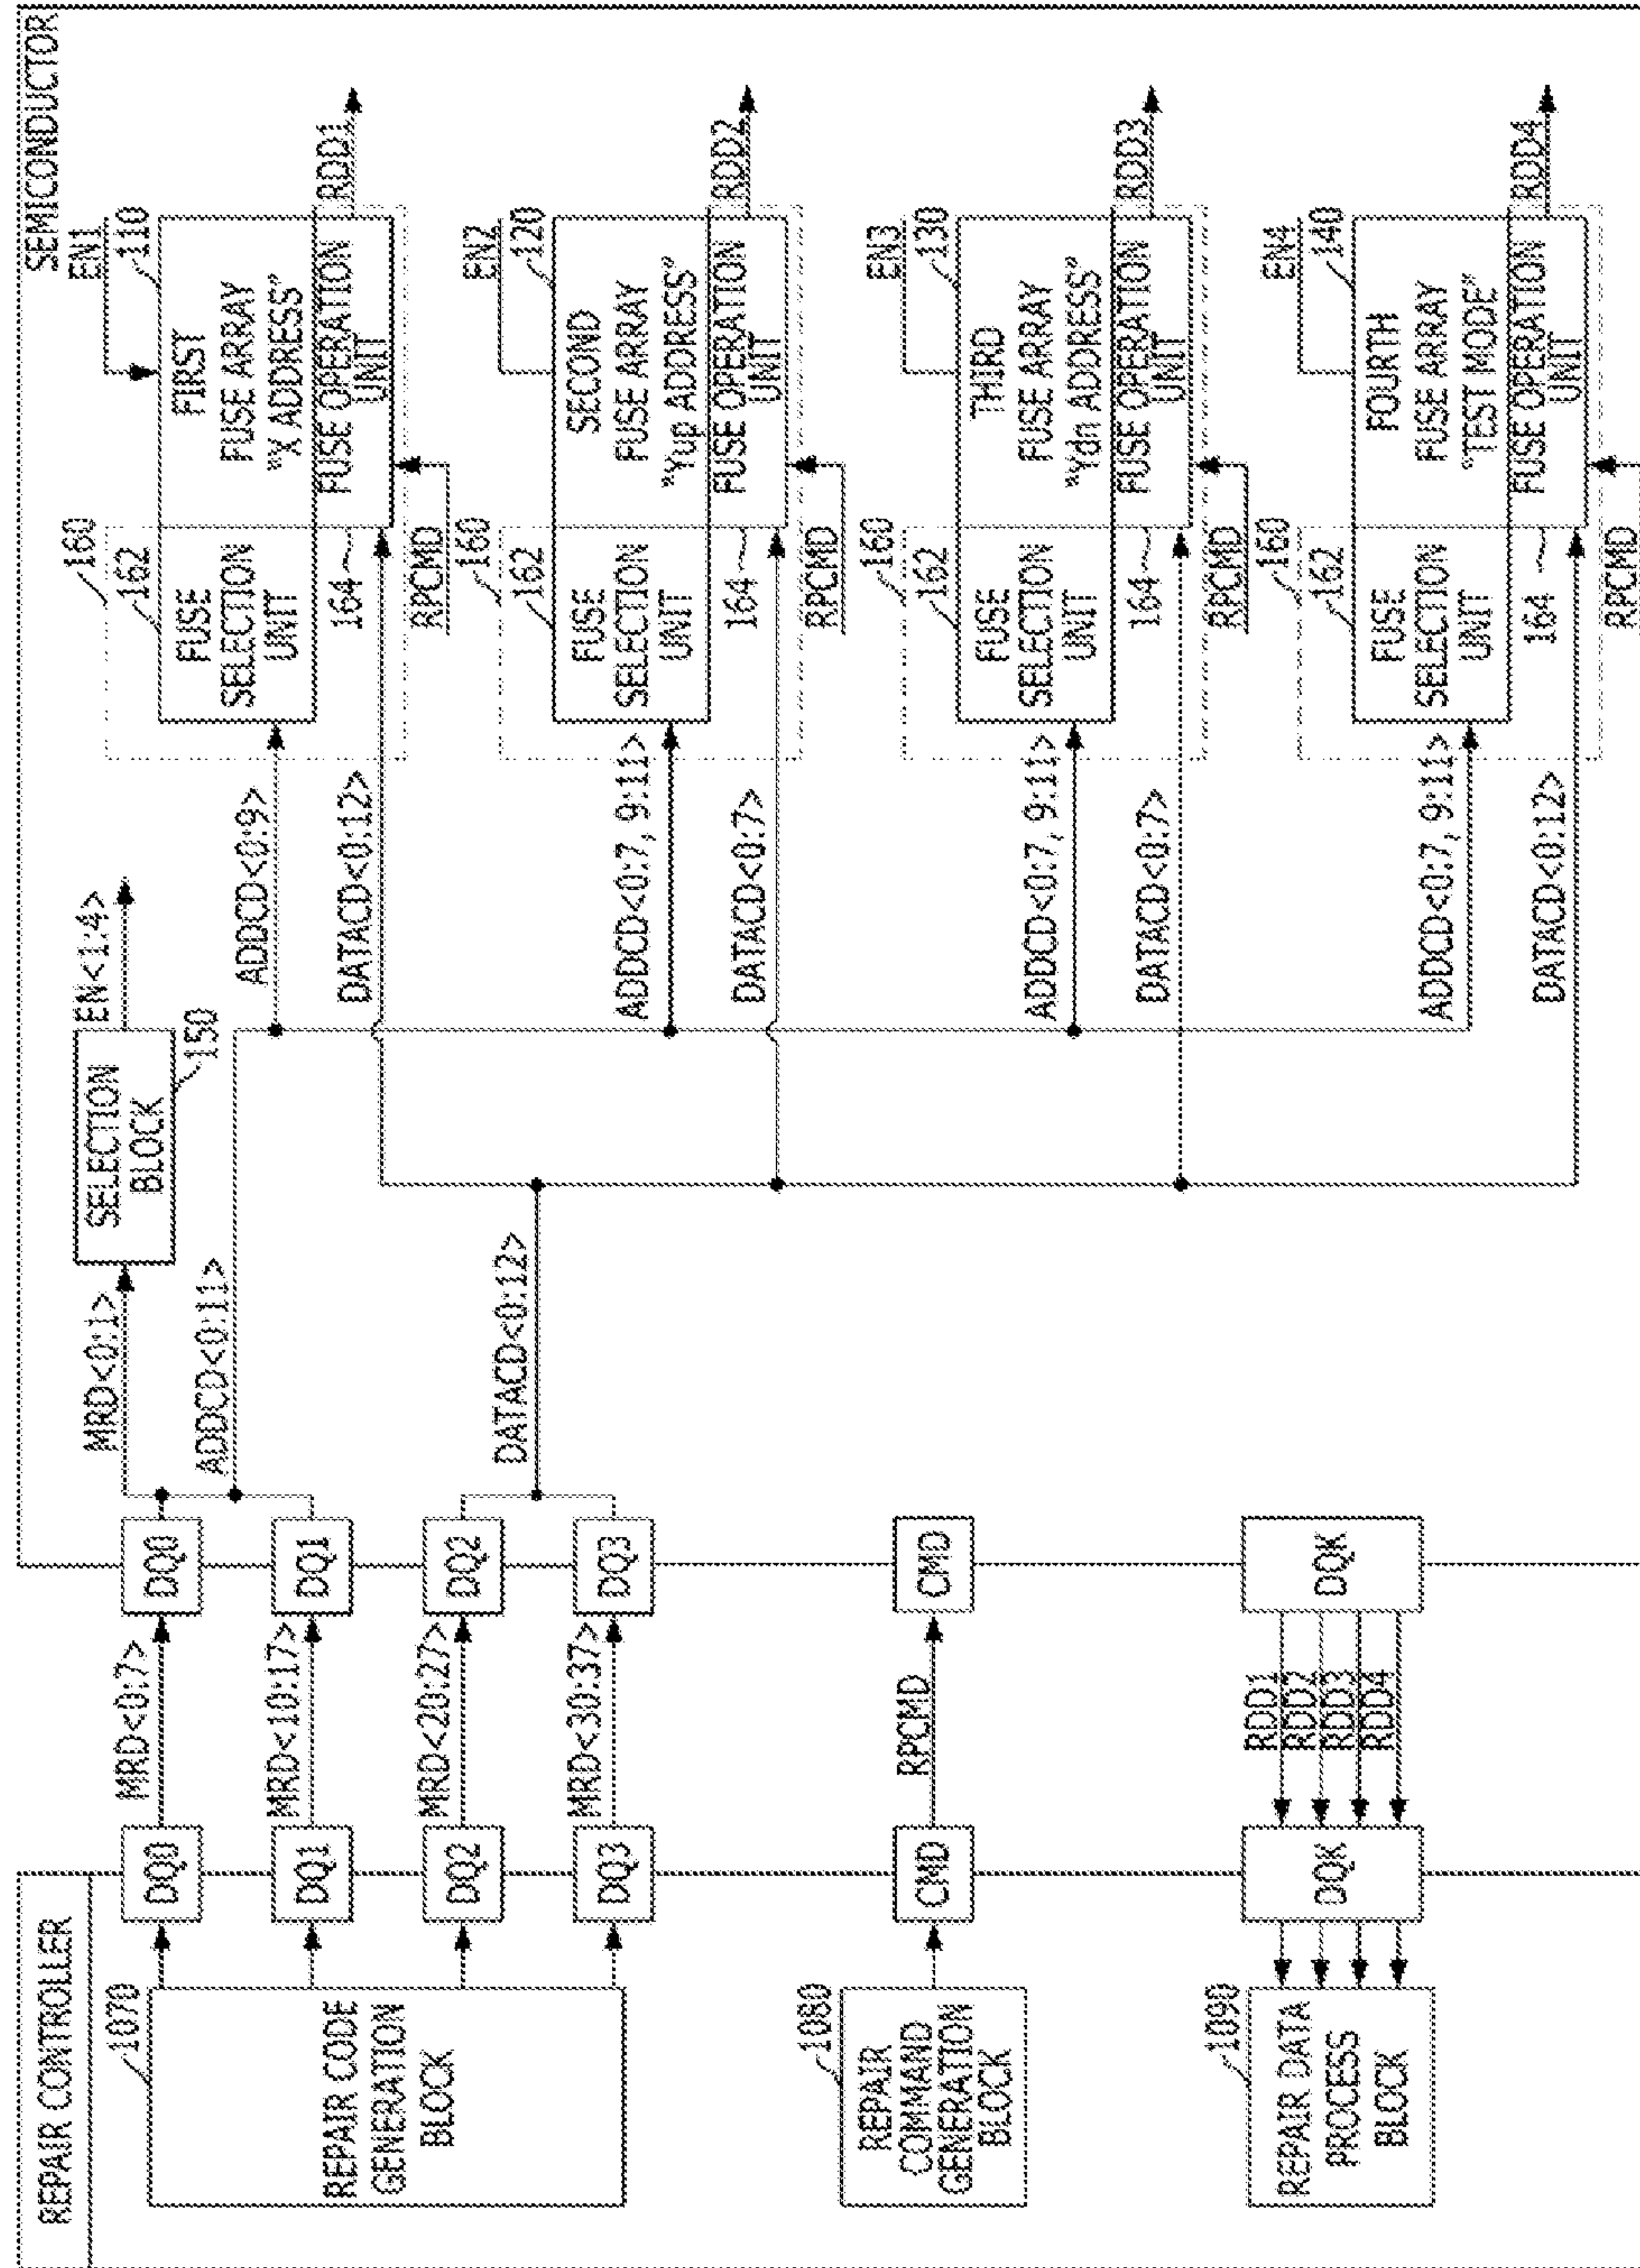 REPAIR CONTROLLER
1070
REPAIR CODE
GENERATION
BLOCK
1080
REPAIR
COMMAND
GENERATION
BLOCK
1090
REPAIR DATA
PROCESS
BLOCK
DQ0
DQ1
DQ2
DQ3
CMD
DQK
MRD<0:7>
MRD<10:17>
MRD<20:27>
MRD<30:37>
RPCMD
RDD1
RDD2
RDD3
RDD4
DQ0
DQ1
DQ2
DQ3
CMD
DQK
SEMICONDUCTOR
MRD<0:1>
ADDCD<0:11>
DATACD<0:12>
SELECTION
BLOCK
150
EN<1:4>
ADDCD<0:9>
DATACD<0:12>
160
162
FUSE
SELECTION
UNIT
164
RPCMD
EN1
110
FIRST
FUSE ARRAY
"X ADDRESS"
FUSE OPERATION
UNIT
RDD1
ADDCD<0:7, 9:11>
DATACD<0:7>
160
162
FUSE
SELECTION
UNIT
164
RPCMD
EN2
120
SECOND
FUSE ARRAY
"Yup ADDRESS"
FUSE OPERATION
UNIT
RDD2
ADDCD<0:7, 9:11>
DATACD<0:7>
160
162
FUSE
SELECTION
UNIT
164
RPCMD
EN3
130
THIRD
FUSE ARRAY
"Ydn ADDRESS"
FUSE OPERATION
UNIT
RDD3
ADDCD<0:7, 9:11>
DATACD<0:12>
160
162
FUSE
SELECTION
UNIT
164
RPCMD
EN4
140
FOURTH
FUSE ARRAY
"TEST MODE"
FUSE OPERATION
UNIT
RDD4